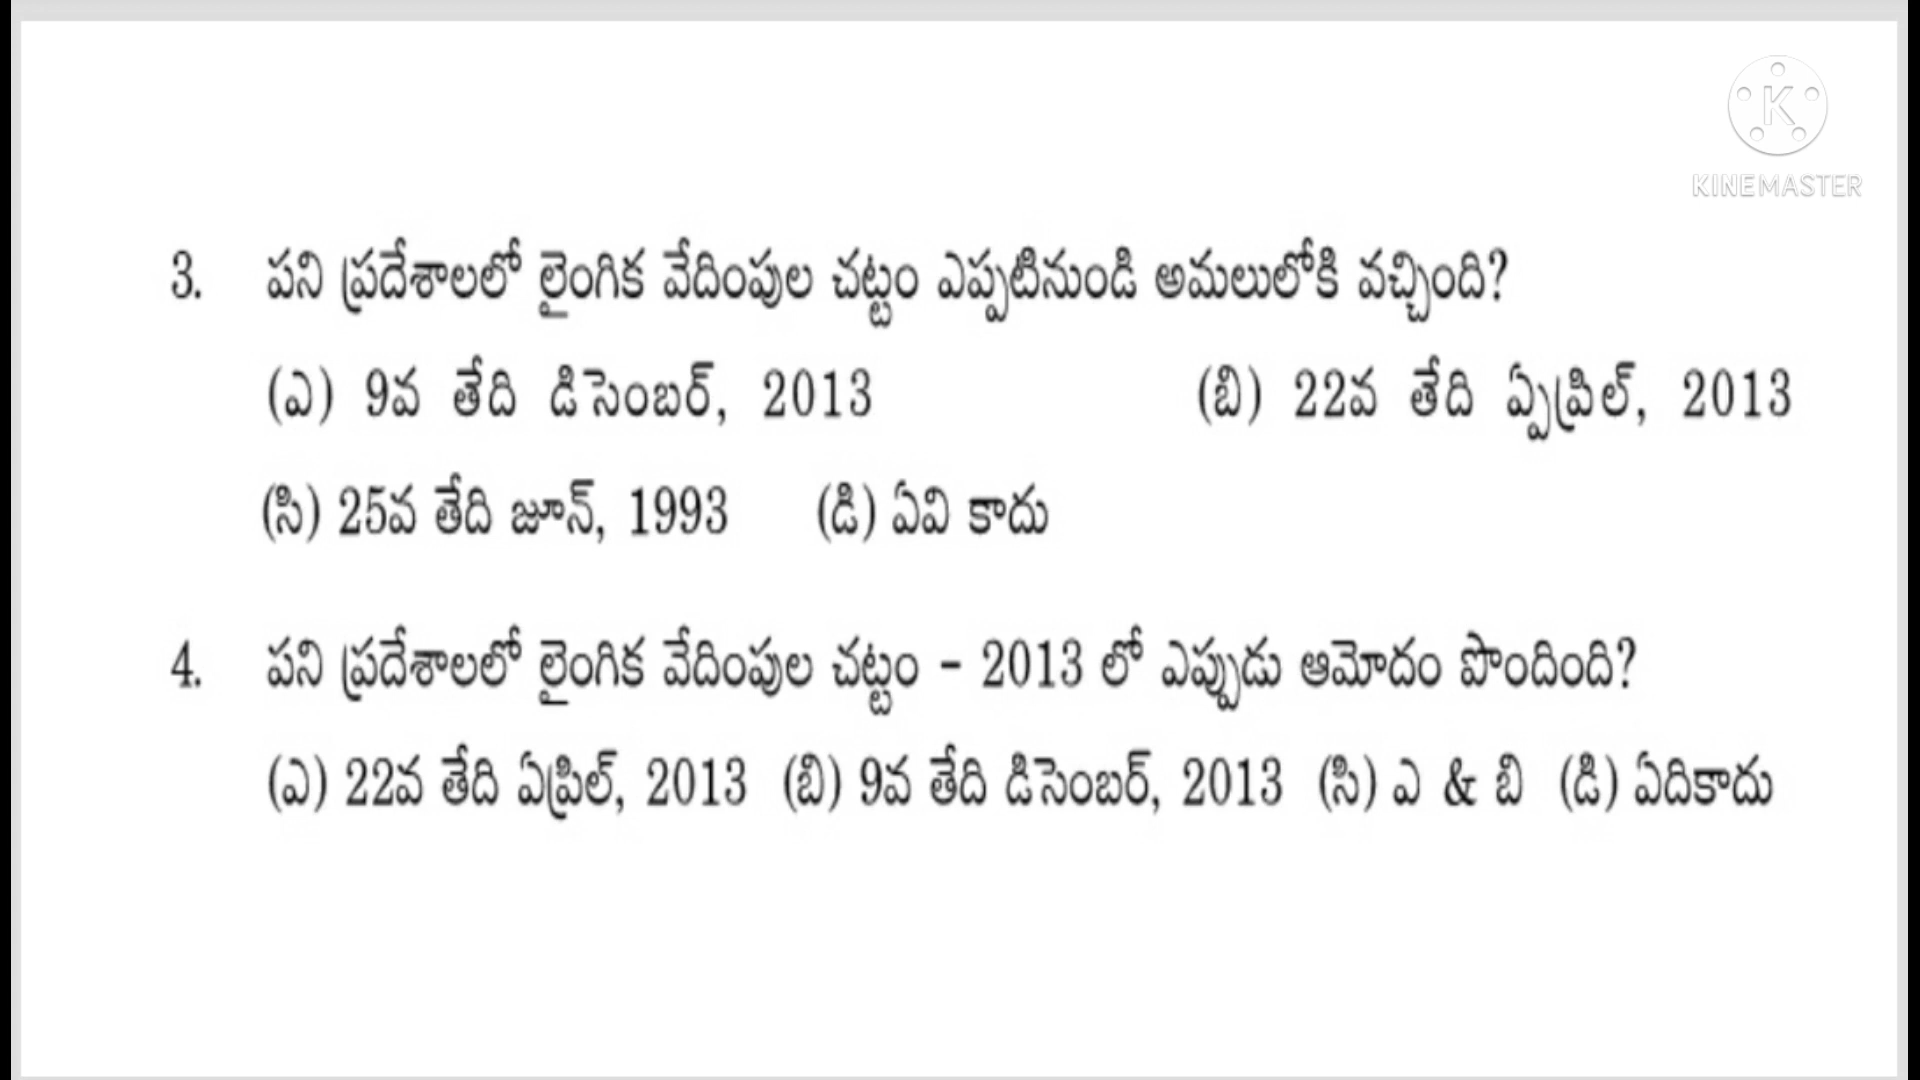 K
KINEMASTER
3. పని ప్రదేశాలలో లైంగిక వేదింపుల చట్టం ఎప్పటినుండి అమలులోకి వచ్చింది?
(ఎ) 9వ తేది డిసెంబర్, 2013 (బి) 22వ తేది ఏప్ప్రిల్, 2013
(సి) 25వ తేది జూన్, 1993 (డి) ఏవి కాదు
4. పని ప్రదేశాలలో లైంగిక వేదింపుల చట్టం - 2013 లో ఎప్పుడు ఆమోదం పొందింది?
(ఎ) 22వ తేది ఏప్రిల్, 2013 (బి) 9వ తేది డిసెంబర్, 2013 (సి) ఎ & బి (డి) ఏదికాదు